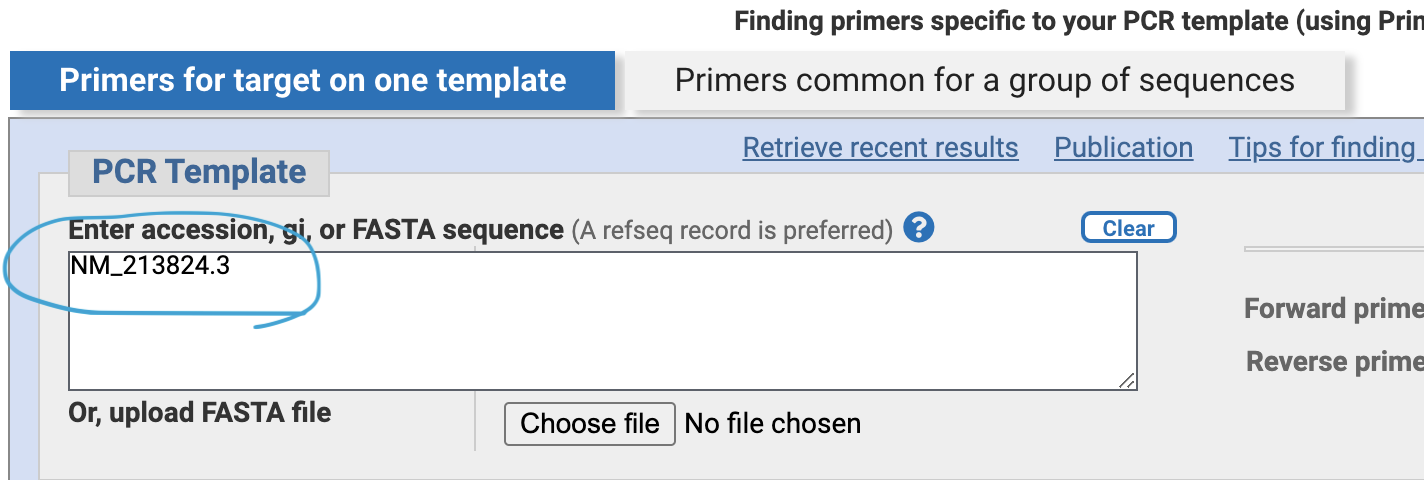 Finding primers specific to your PCR template (using Prin
Primers for target on one template
Primers common for a group of sequences
Retrieve recent results Publication Tips for finding
PCR Template
Enter accession, gi, or FASTA sequence (A refseq record is preferred) ? Clear
NM_213824.3
Forward prime
Reverse prime
Or, upload FASTA file Choose file No file chosen